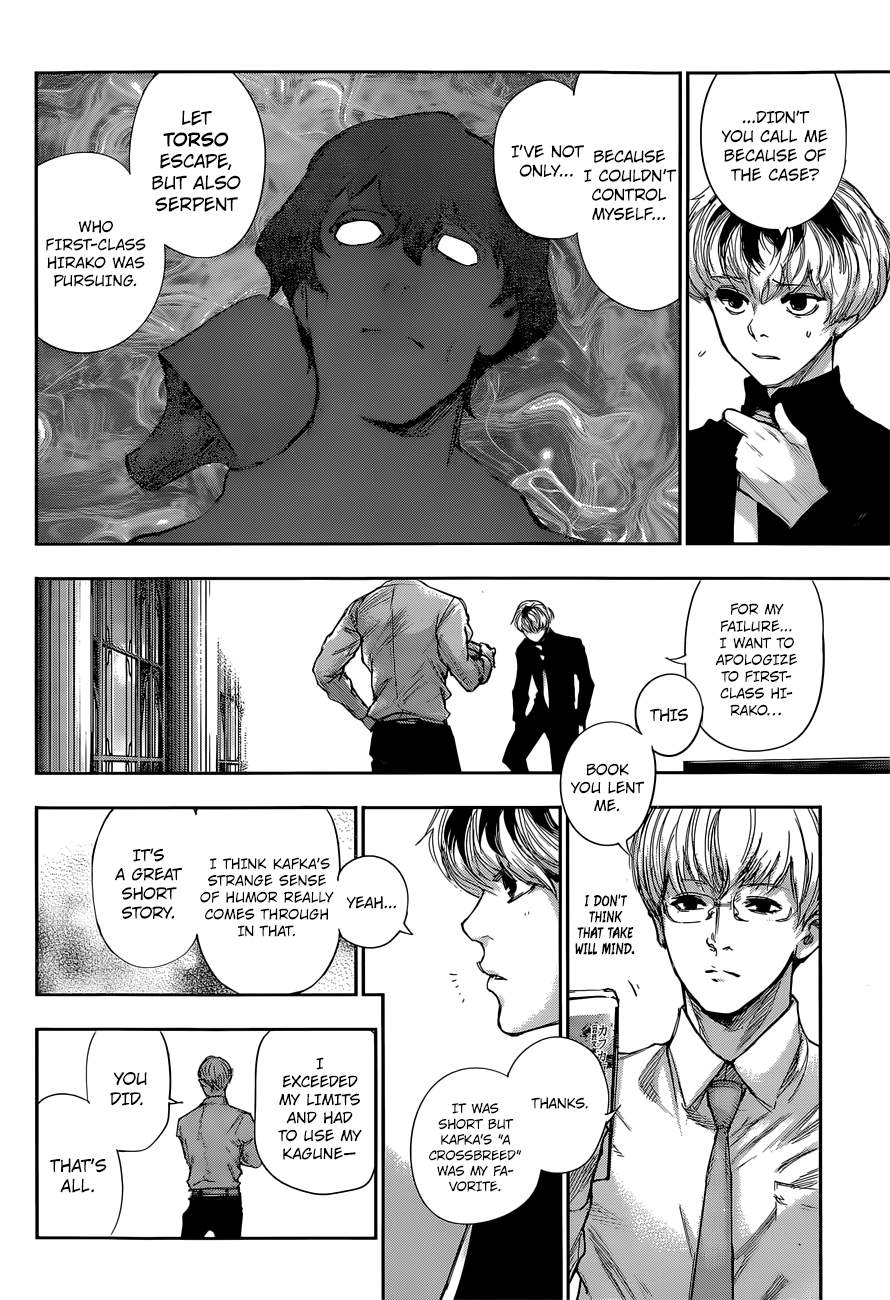 ...DIDN'T
YOU CALL ME
BECAUSE OF
THE CASE?
BECAUSE
I COULDN'T
CONTROL
MYSELF...
I'VE NOT
ONLY...
LET
TORSO
ESCAPE,
BUT ALSO
SERPENT
WHO
FIRST-CLASS
HIRAKO WAS
PURSUING.
FOR MY
FAILURE...
I WANT TO
APOLOGIZE
TO FIRST-
CLASS HI-
RAKO...
THIS
BOOK
YOU LENT
ME.
I DON'T
THINK
THAT TAKE
WILL MIND.
カフカ
THANKS.
IT WAS
SHORT BUT
KAFKA'S "A
CROSSBREED"
WAS MY FA-
VORITE.
YEAH...
I THINK KAFKA'S
STRANGE SENSE
OF HUMOR REALLY
COMES THROUGH
IN THAT.
IT'S
A GREAT
SHORT
STORY.
I
EXCEEDED
MY LIMITS
AND HAD
TO USE MY
KAGUNE—
YOU
DID.
THAT'S
ALL.